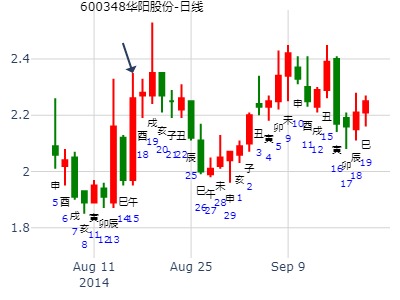 600348华阳股份-日线
2.4
2.2
2
1.8
申 酉 戌 亥 寅 卯 辰 巳 午 酉 戌 亥 子 丑 辰 巳 午 未 申 亥 子 丑 寅 卯 未 申 酉 戌 丑 寅 卯 辰 巳
5 6 7 8 11 12 13 14 15 18 19 20 21 22 25 26 27 28 29 1 2 3 4 5 9 10 11 12 15 16 17 18 19
Aug 11
2014
Aug 25
Sep 9